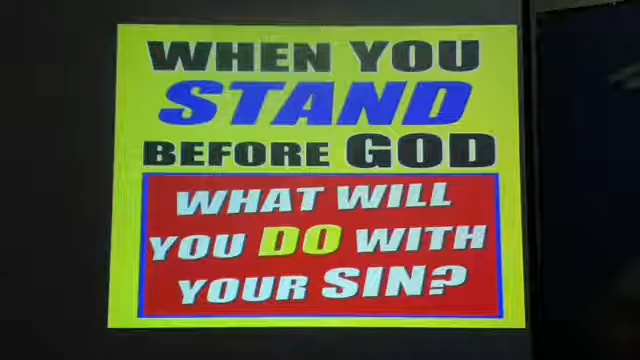 WHEN YOU
STAND
BEFORE GOD
WHAT WILL
YOU DO WITH
YOUR SIN?